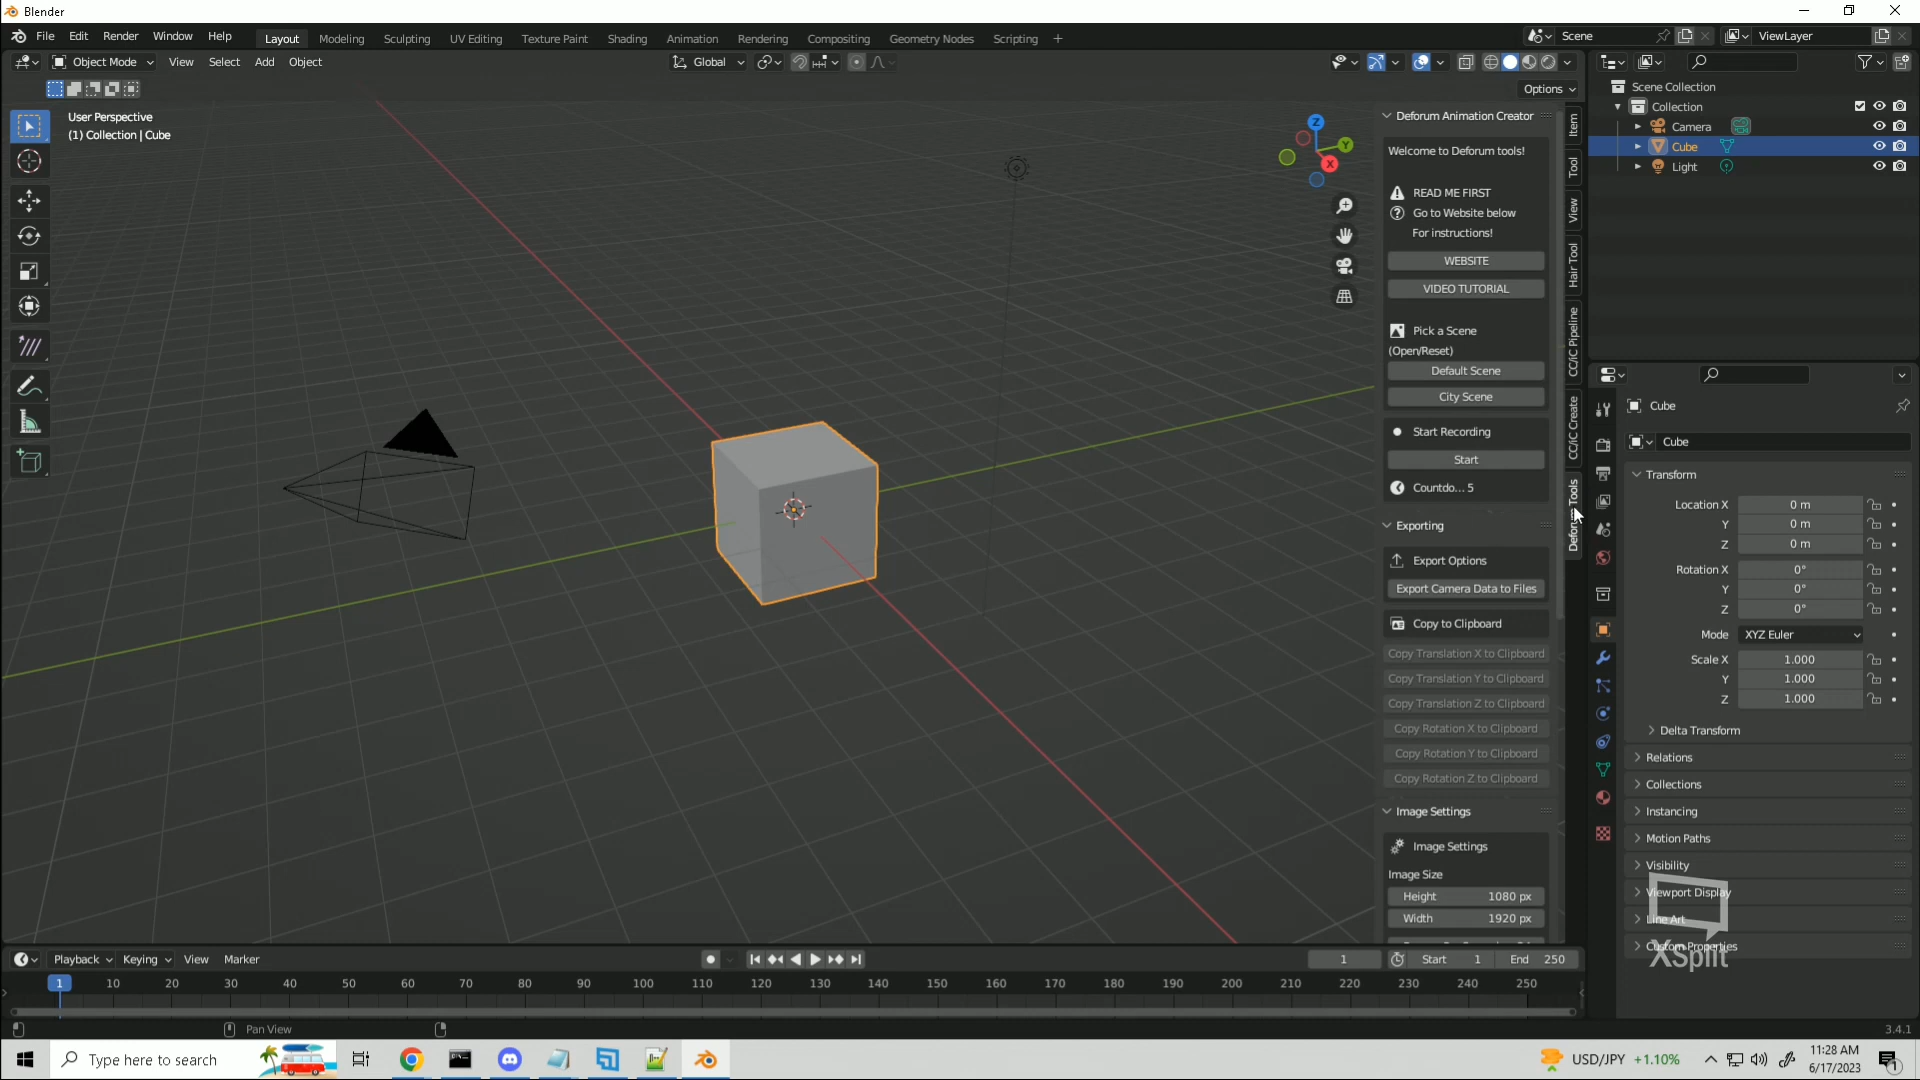 Blender
File Edit Render Window Help Layout Modeling Sculpting UV Editing Texture Paint Shading Animation Rendering Compositing Geometry Nodes Scripting + Scene ViewLayer
Object Mode View Select Add Object Global
Options
User Perspective
(1) Collection | Cube
Z
Y
X
Deforum Animation Creator
Welcome to Deforum tools!
READ ME FIRST
Go to Website below
For instructions!
WEBSITE
VIDEO TUTORIAL
Pick a Scene
(Open/Reset)
Default Scene
City Scene
Start Recording
Start
Countdo... 5
Exporting
Export Options
Export Camera Data to Files
Copy to Clipboard
Copy Translation X to Clipboard
Copy Translation Y to Clipboard
Copy Translation Z to Clipboard
Copy Rotation X to Clipboard
Copy Rotation Y to Clipboard
Copy Rotation Z to Clipboard
Image Settings
Image Settings
Image Size
Height 1080 px
Width 1920 px
Item
Tool
View
Hair Tool
CC/iC Pipeline
CC/iC Create
Tools
Scene Collection
Collection
Camera
Cube
Light
Cube
Cube
Transform
Location X 0 m
Y 0 m
Z 0 m
Rotation X 0°
Y 0°
Z 0°
Mode XYZ Euler
Scale X 1.000
Y 1.000
Z 1.000
Delta Transform
Relations
Collections
Instancing
Motion Paths
Visibility
Viewport Display
Line Art
Custom Properties
XSplit
Playback Keying View Marker 1 Start 1 End 250
1 10 20 30 40 50 60 70 80 90 100 110 120 130 140 150 160 170 180 190 200 210 220 230 240 250
Pan View 3.4.1
Type here to search USD/JPY +1.10% 11:28 AM
6/17/2023 1